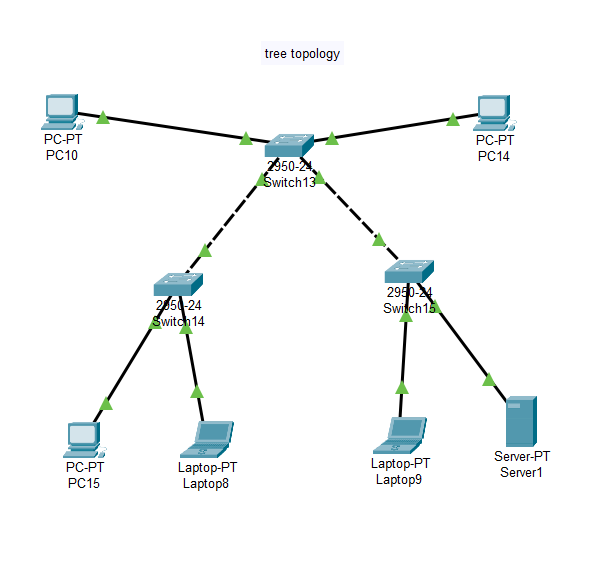 tree topology
PC-PT
PC10
PC-PT
PC14
2950-24
Switch13
2950-24
Switch14
2950-24
Switch15
PC-PT
PC15
Laptop-PT
Laptop8
Laptop-PT
Laptop9
Server-PT
Server1